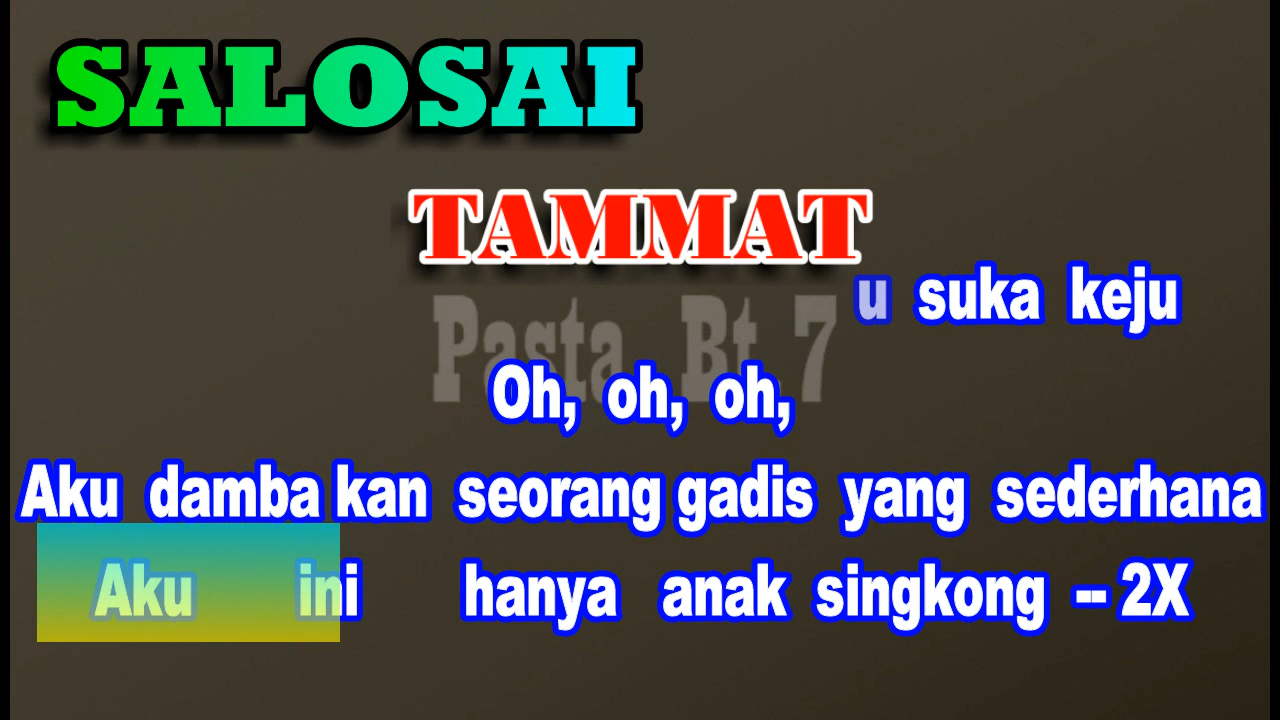 SALOSAI
TAMMAT
u suka keju
Pasta Bt 7
Oh, oh, oh,
Aku damba kan seorang gadis yang sederhana
Aku ini hanya anak singkong -- 2X